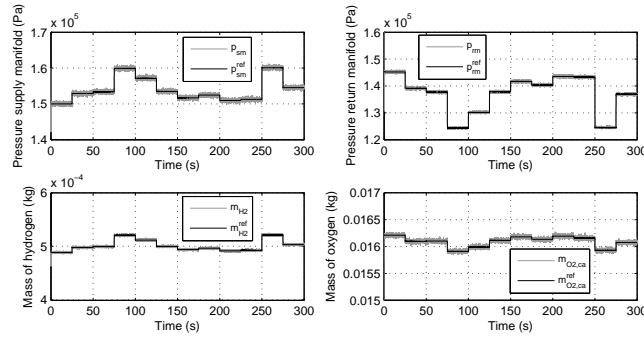 x 10⁵
Pressure supply manifold (Pa)
1.7
1.6
1.5
1.4
0 50 100 150 200 250 300
Time (s)
p_sm
p_sm^ref
x 10⁵
Pressure return manifold (Pa)
1.6
1.5
1.4
1.3
1.2
0 50 100 150 200 250 300
Time (s)
p_rm
p_rm^ref
x 10⁻⁴
Mass of hydrogen (kg)
6
5
4
0 50 100 150 200 250 300
Time (s)
m_H2
m_H2^ref
Mass of oxygen (kg)
0.017
0.0165
0.016
0.0155
0.015
0 50 100 150 200 250 300
Time (s)
m_O2,ca
m_O2,ca^ref